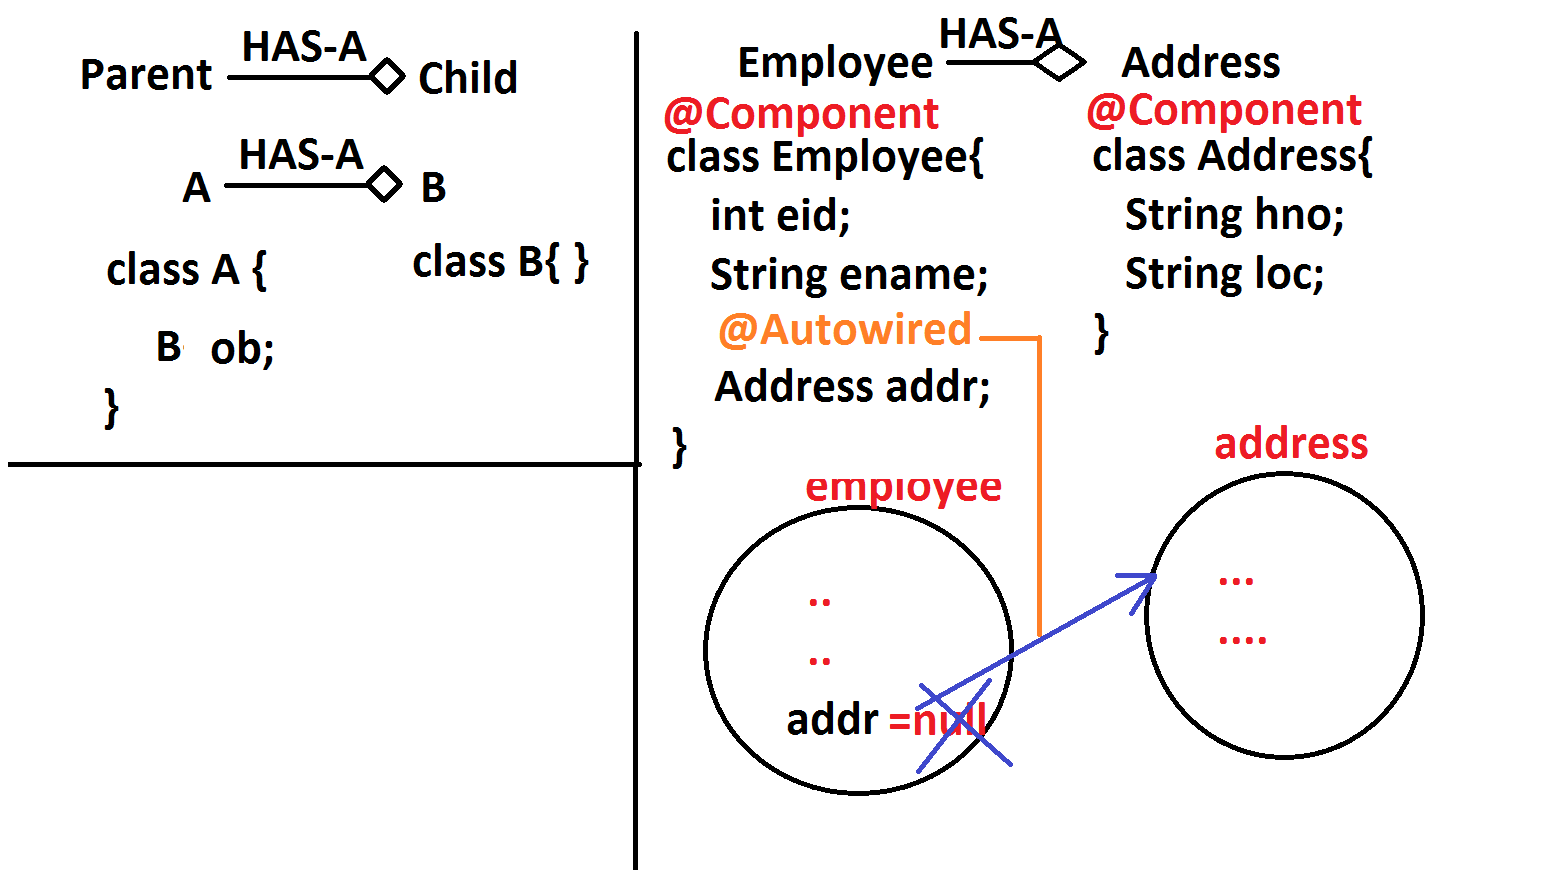 HAS-A
Parent Child
HAS-A
A B
class A { class B{ }
B ob;
}
HAS-A
Employee Address
@Component @Component
class Employee{ class Address{
int eid; String hno;
String ename; String loc;
@Autowired }
Address addr;
}
employee address
.. ...
.. ....
addr =null